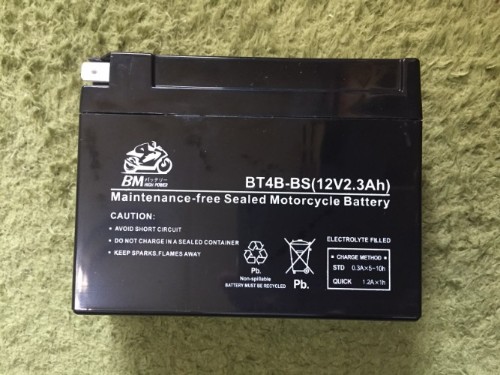 BM バッテリー
HIGH POWER
BT4B-BS(12V2.3Ah)
Maintenance-free Sealed Motorcycle Battery
CAUTION:
• AVOID SHORT CIRCUIT
• DO NOT CHARGE IN A SEALED CONTAINER
• KEEP SPARKS,FLAMES AWAY
Pb.
Non-spillable
BATTERY MUST BE RECYCLED
Pb.
ELECTROLYTE FILLED
• CHARGE METHOD •
STD 0.3A×5~10h
QUICK 1.2A×1h